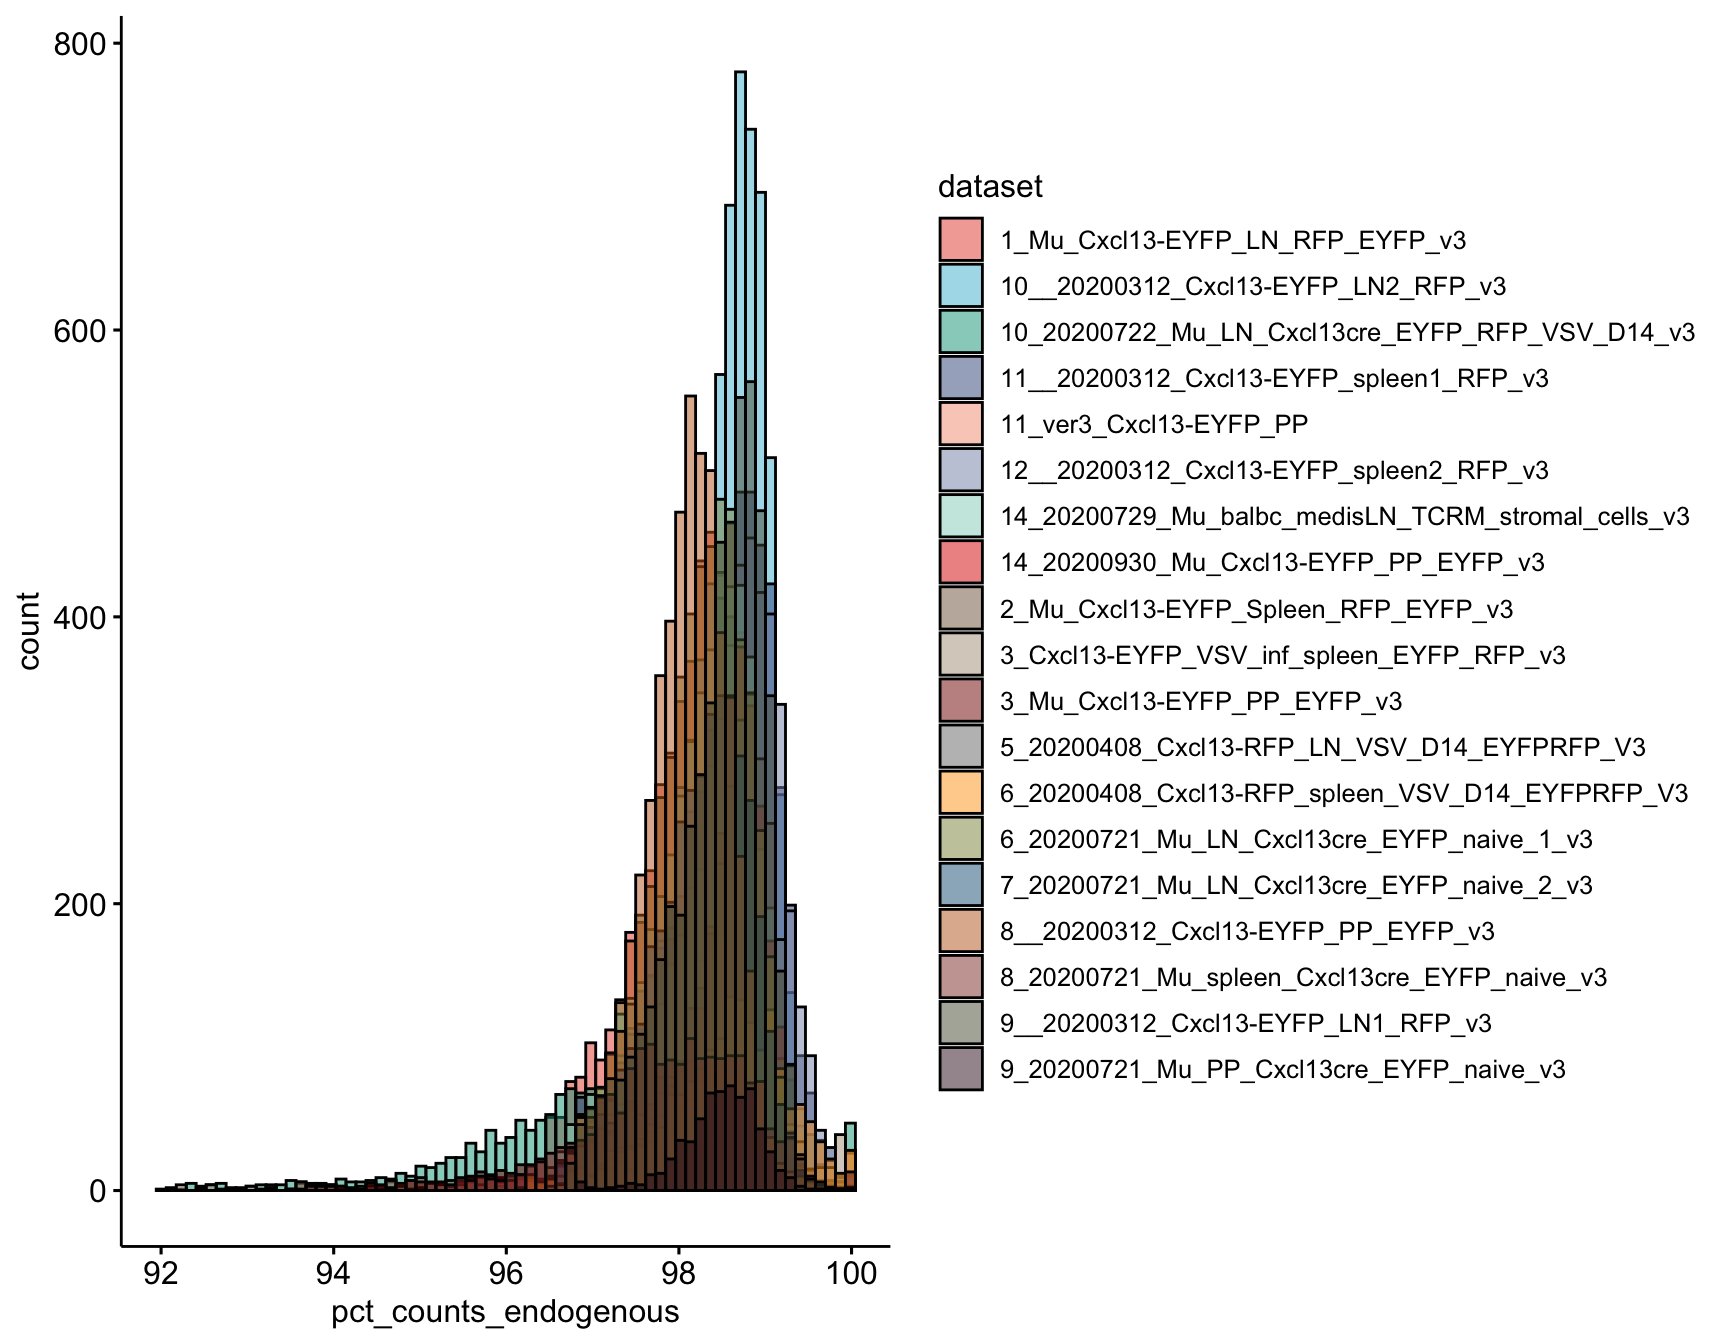 800
600
400
200
0
count
92 94 96 98 100
pct_counts_endogenous
dataset
1_Mu_Cxcl13-EYFP_LN_RFP_EYFP_v3
10__20200312_Cxcl13-EYFP_LN2_RFP_v3
10_20200722_Mu_LN_Cxcl13cre_EYFP_RFP_VSV_D14_v3
11__20200312_Cxcl13-EYFP_spleen1_RFP_v3
11_ver3_Cxcl13-EYFP_PP
12__20200312_Cxcl13-EYFP_spleen2_RFP_v3
14_20200729_Mu_balbc_medisLN_TCRM_stromal_cells_v3
14_20200930_Mu_Cxcl13-EYFP_PP_EYFP_v3
2_Mu_Cxcl13-EYFP_Spleen_RFP_EYFP_v3
3_Cxcl13-EYFP_VSV_inf_spleen_EYFP_RFP_v3
3_Mu_Cxcl13-EYFP_PP_EYFP_v3
5_20200408_Cxcl13-RFP_LN_VSV_D14_EYFPRFP_V3
6_20200408_Cxcl13-RFP_spleen_VSV_D14_EYFPRFP_V3
6_20200721_Mu_LN_Cxcl13cre_EYFP_naive_1_v3
7_20200721_Mu_LN_Cxcl13cre_EYFP_naive_2_v3
8__20200312_Cxcl13-EYFP_PP_EYFP_v3
8_20200721_Mu_spleen_Cxcl13cre_EYFP_naive_v3
9__20200312_Cxcl13-EYFP_LN1_RFP_v3
9_20200721_Mu_PP_Cxcl13cre_EYFP_naive_v3